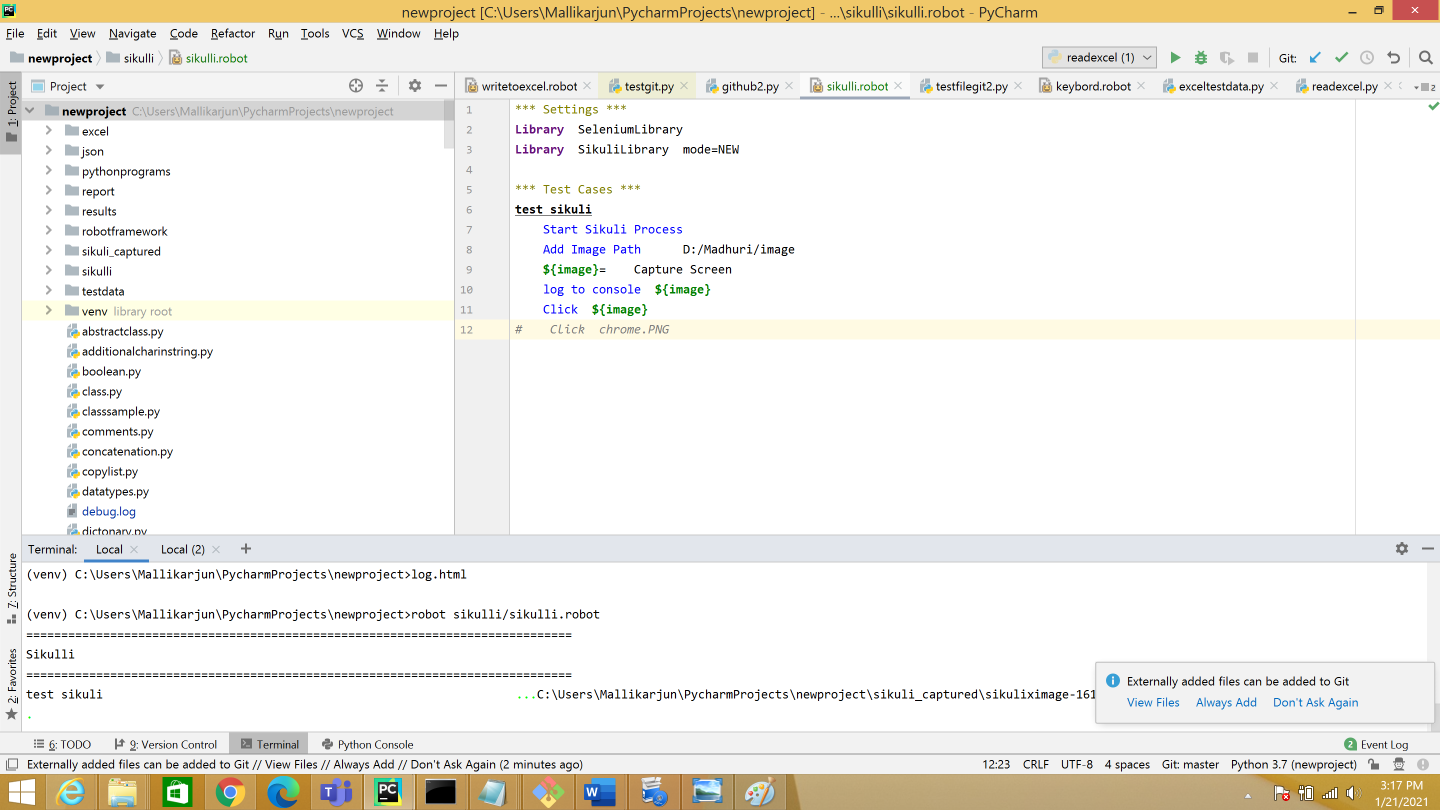 newproject [C:\Users\Mallikarjun\PycharmProjects\newproject] - ...\sikulli\sikulli.robot - PyCharm
File Edit View Navigate Code Refactor Run Tools VCS Window Help
newproject sikulli sikulli.robot readexcel (1) Git:
Project writetoexcel.robot testgit.py github2.py sikulli.robot testfilegit2.py keybord.robot exceltestdata.py readexcel.py 2
1: Project
newproject C:\Users\Mallikarjun\PycharmProjects\newproject
excel
json
pythonprograms
report
results
robotframework
sikuli_captured
sikulli
testdata
venv library root
abstractclass.py
additionalcharinstring.py
boolean.py
class.py
classsample.py
comments.py
concatenation.py
copylist.py
datatypes.py
debug.log
dictonary.py
1 *** Settings ***
2 Library SeleniumLibrary
3 Library SikuliLibrary mode=NEW
4
5 *** Test Cases ***
6 test sikuli
7 Start Sikuli Process
8 Add Image Path D:/Madhuri/image
9 ${image}= Capture Screen
10 log to console ${image}
11 Click ${image}
12 # Click chrome.PNG
7: Structure
2: Favorites
Terminal: Local Local (2) +
(venv) C:\Users\Mallikarjun\PycharmProjects\newproject>log.html
(venv) C:\Users\Mallikarjun\PycharmProjects\newproject>robot sikulli/sikulli.robot
==============================================================================
Sikulli
==============================================================================
test sikuli ...C:\Users\Mallikarjun\PycharmProjects\newproject\sikuli_captured\sikuliximage-161
.
Externally added files can be added to Git
View Files Always Add Don't Ask Again
6: TODO 9: Version Control Terminal Python Console 2 Event Log
Externally added files can be added to Git // View Files // Always Add // Don't Ask Again (2 minutes ago) 12:23 CRLF UTF-8 4 spaces Git: master Python 3.7 (newproject)
3:17 PM
1/21/2021